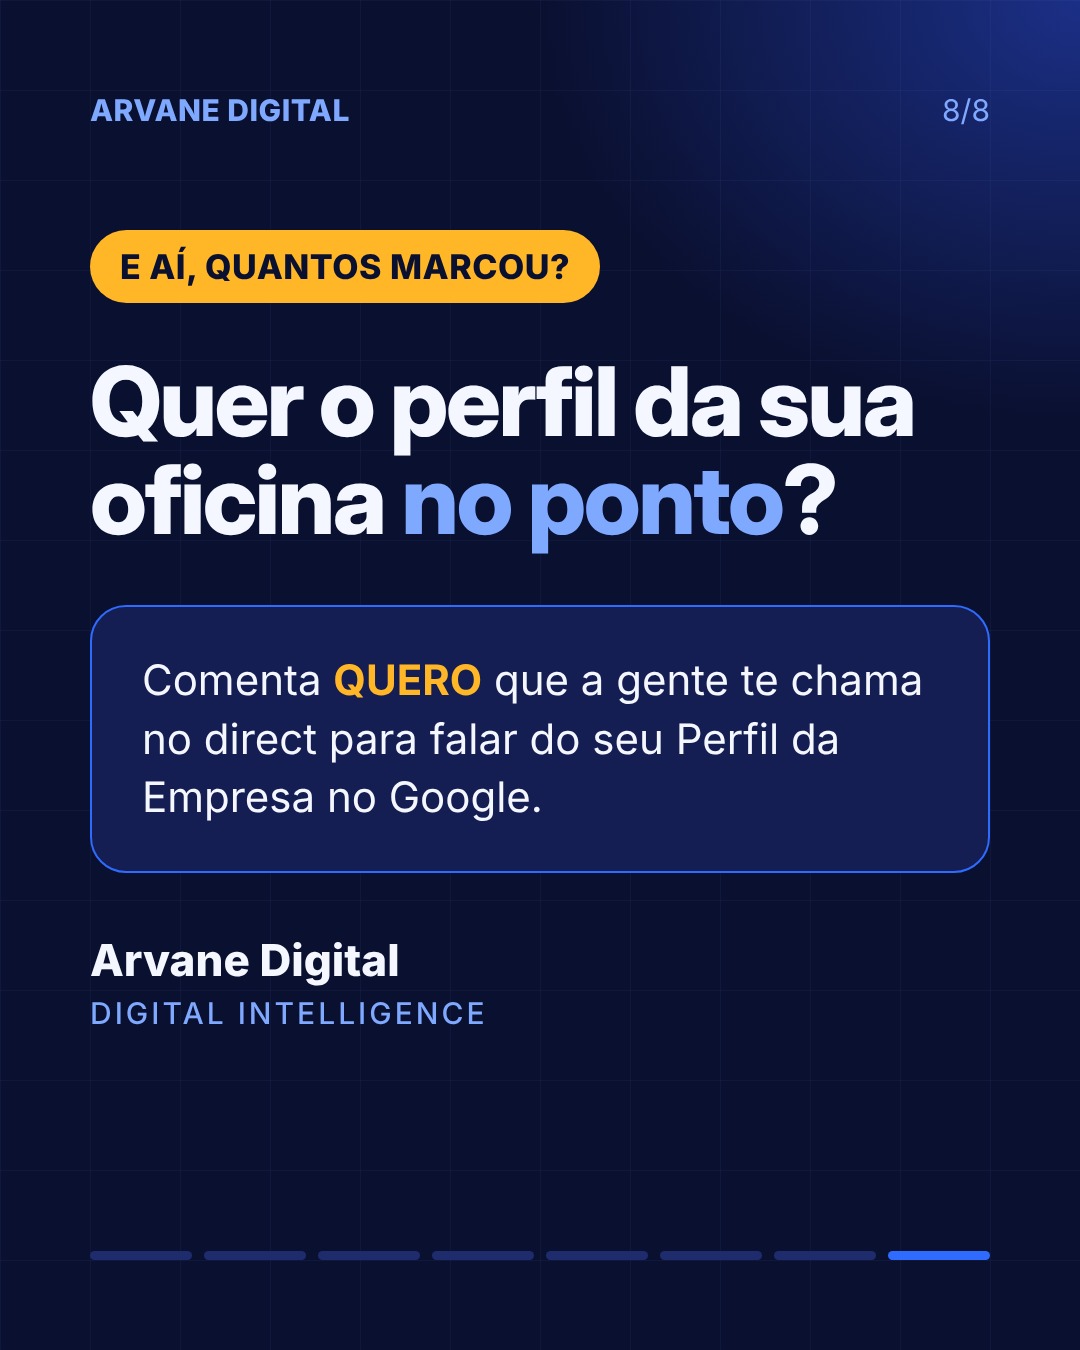 ARVANE DIGITAL
8/8
E AÍ, QUANTOS MARCOU?
Quer o perfil da sua
oficina no ponto?
Comenta QUERO que a gente te chama
no direct para falar do seu Perfil da
Empresa no Google.
Arvane Digital
DIGITAL INTELLIGENCE